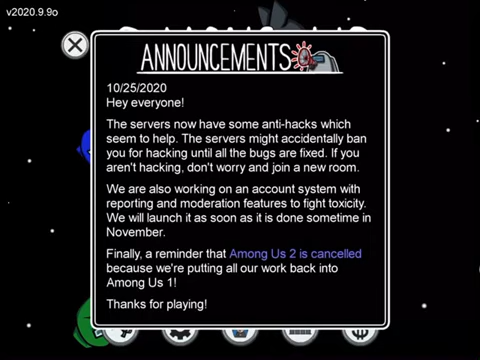 v2020.9.9o
ANNOUNCEMENTS
10/25/2020
Hey everyone!
The servers now have some anti-hacks which
seem to help. The servers might accidentally ban
you for hacking until all the bugs are fixed. If you
aren't hacking, don't worry and join a new room.
We are also working on an account system with
reporting and moderation features to fight toxicity.
We will launch it as soon as it is done sometime in
November.
Finally, a reminder that Among Us 2 is cancelled
because we're putting all our work back into
Among Us 1!
Thanks for playing!